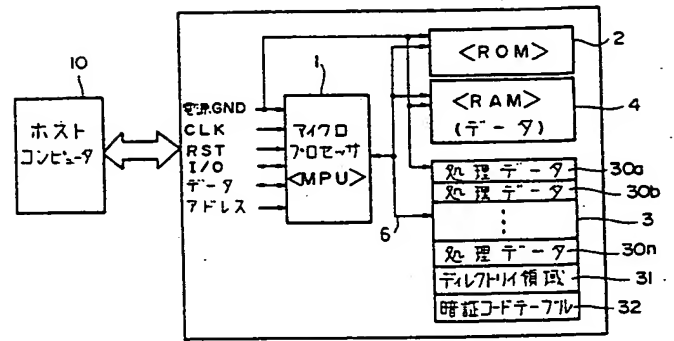 10
ホスト
コンピュータ
電源GND
CLK
RST
I/O
データ
アドレス
1
マイクロ
プロセッサ
<MPU>
6
<ROM>
2
<RAM>
(データ)
4
処理データ
30a
処理データ
30b
⋮
3
処理データ
30n
ディレクトリイ領域
31
暗証コードテーブル
32